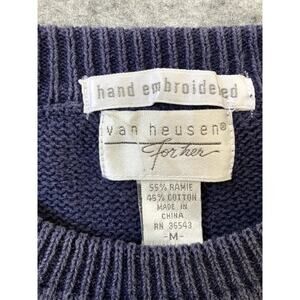 hand embroidered
van heusen®
for her
55% RAMIE
45% COTTON
MADE IN
CHINA
RN 36543
-M-